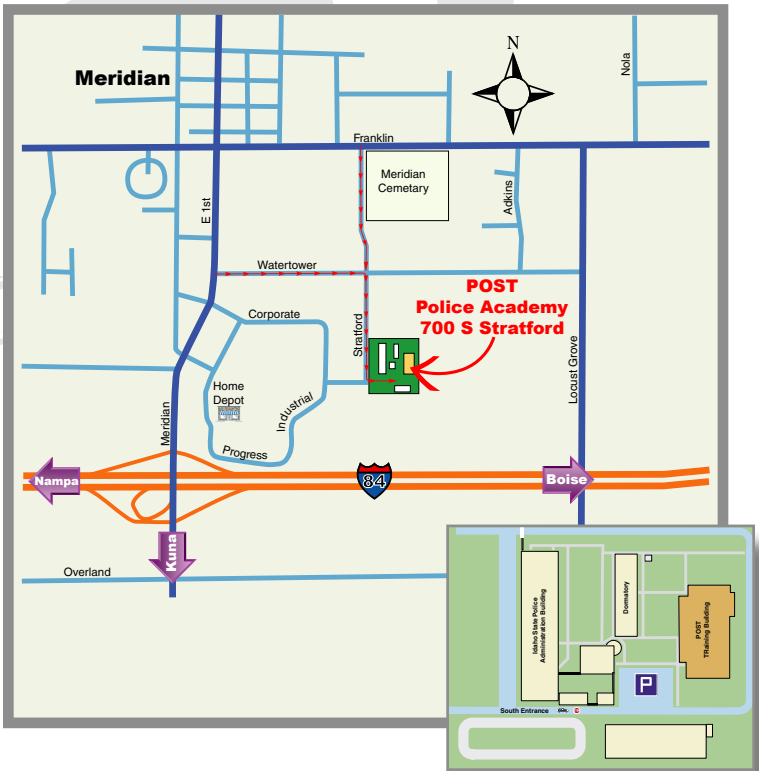 N
Nola
Meridian
Franklin
Meridian
Cemetary
Adkins
E 1st
Watertower
POST
Police Academy
700 S Stratford
Corporate
Stratford
Locust Grove
Home
Depot
Industrial
Meridian
Progress
Nampa
84
Boise
Kuna
Overland
Idaho State Police
Administration Building
Dormatory
POST
TRaining Building
P
South Entrance